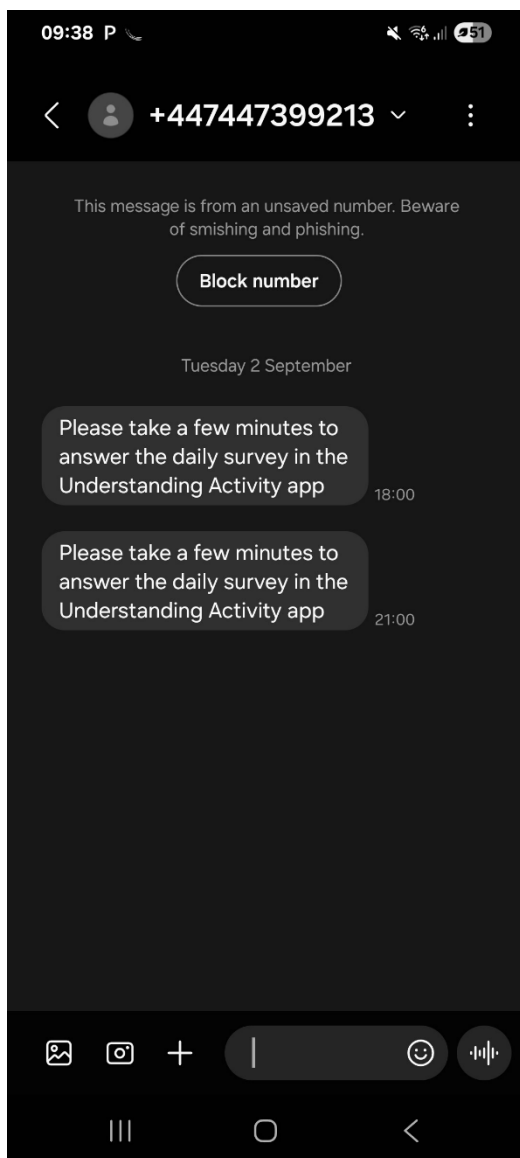 09:38 P 51
+447447399213
This message is from an unsaved number. Beware
of smishing and phishing.
Block number
Tuesday 2 September
Please take a few minutes to
answer the daily survey in the
Understanding Activity app
18:00
Please take a few minutes to
answer the daily survey in the
Understanding Activity app
21:00